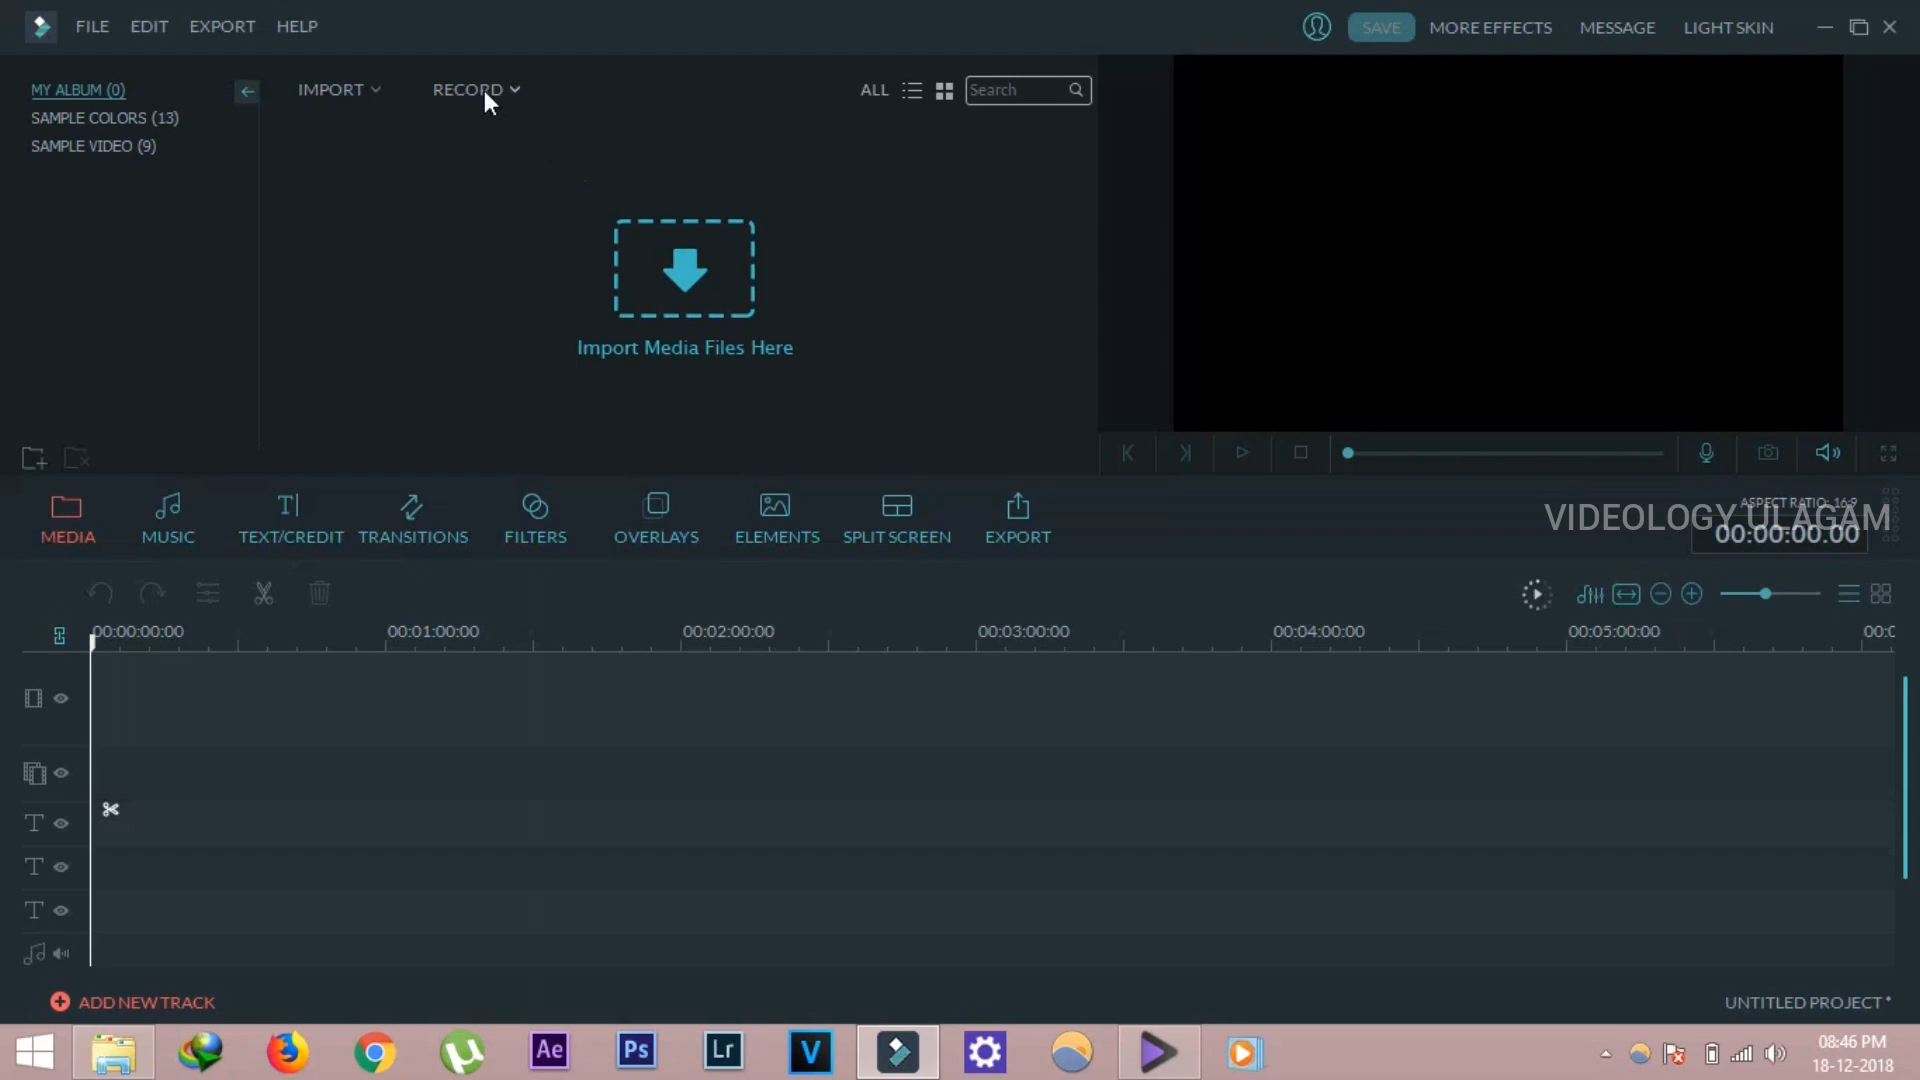 FILE EDIT EXPORT HELP
SAVE MORE EFFECTS MESSAGE LIGHT SKIN
MY ALBUM (0)
SAMPLE COLORS (13)
SAMPLE VIDEO (9)
IMPORT RECORD ALL Search
Import Media Files Here
MEDIA MUSIC TEXT/CREDIT TRANSITIONS FILTERS OVERLAYS ELEMENTS SPLIT SCREEN EXPORT
ASPECT RATIO: 16:9
VIDEOLOGY ULAGAM
00:00:00.00
00:00:00:00 00:01:00:00 00:02:00:00 00:03:00:00 00:04:00:00 00:05:00:00
ADD NEW TRACK
UNTITLED PROJECT *
Ae Ps Lr V
08:46 PM
18-12-2018